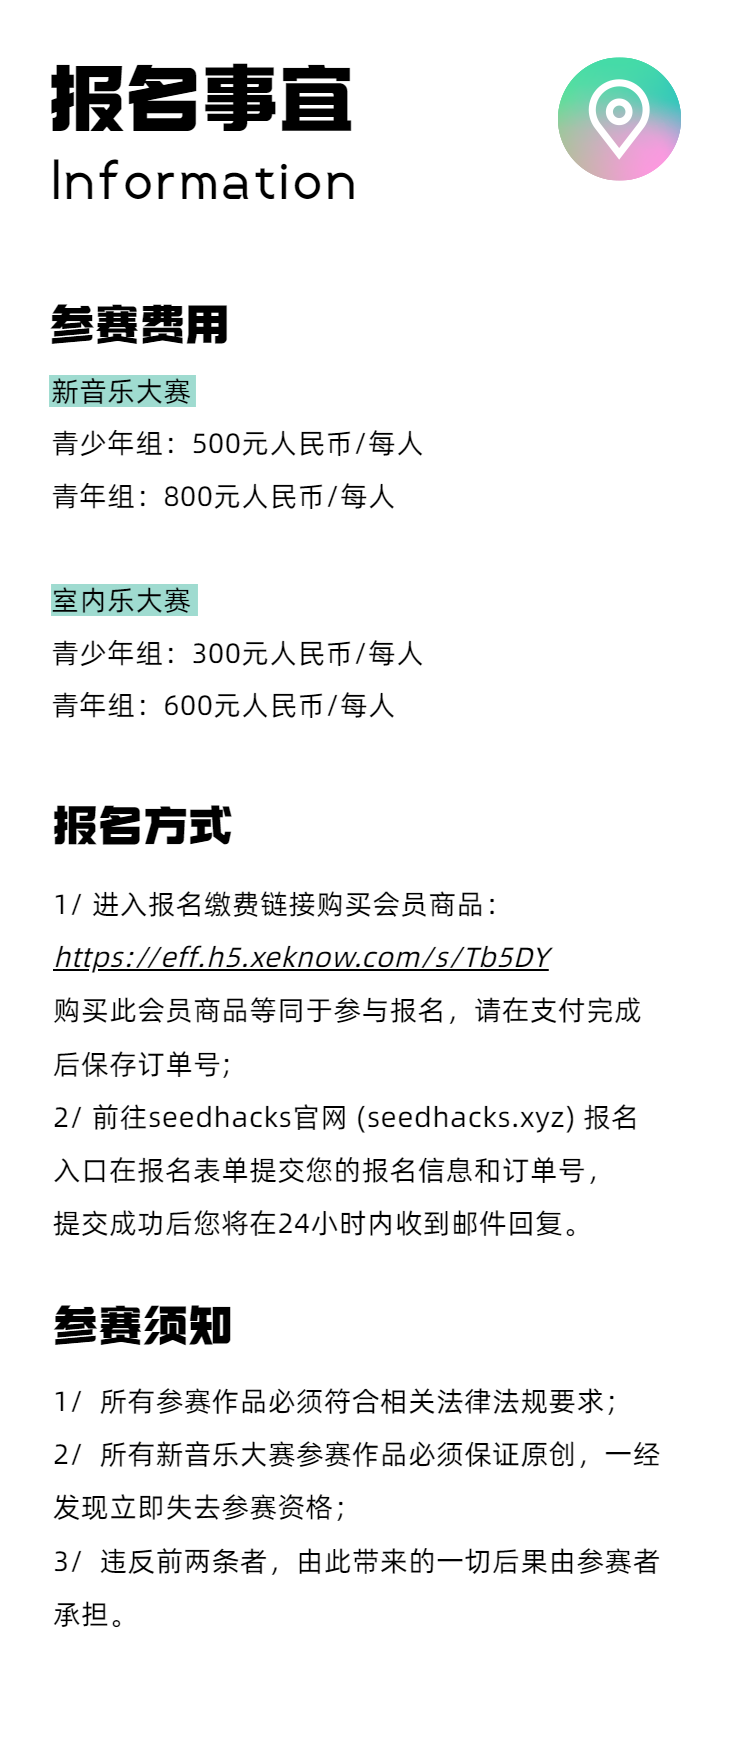 报名事宜
Information
参赛费用
新音乐大赛
青少年组：500元人民币/每人
青年组：800元人民币/每人
室内乐大赛
青少年组：300元人民币/每人
青年组：600元人民币/每人
报名方式
1/ 进入报名缴费链接购买会员商品：
https://eff.h5.xeknow.com/s/Tb5DY
购买此会员商品等同于参与报名，请在支付完成
后保存订单号；
2/ 前往seedhacks官网 (seedhacks.xyz) 报名
入口在报名表单提交您的报名信息和订单号，
提交成功后您将在24小时内收到邮件回复。
参赛须知
1/ 所有参赛作品必须符合相关法律法规要求；
2/ 所有新音乐大赛参赛作品必须保证原创，一经
发现立即失去参赛资格；
3/ 违反前两条者，由此带来的一切后果由参赛者
承担。